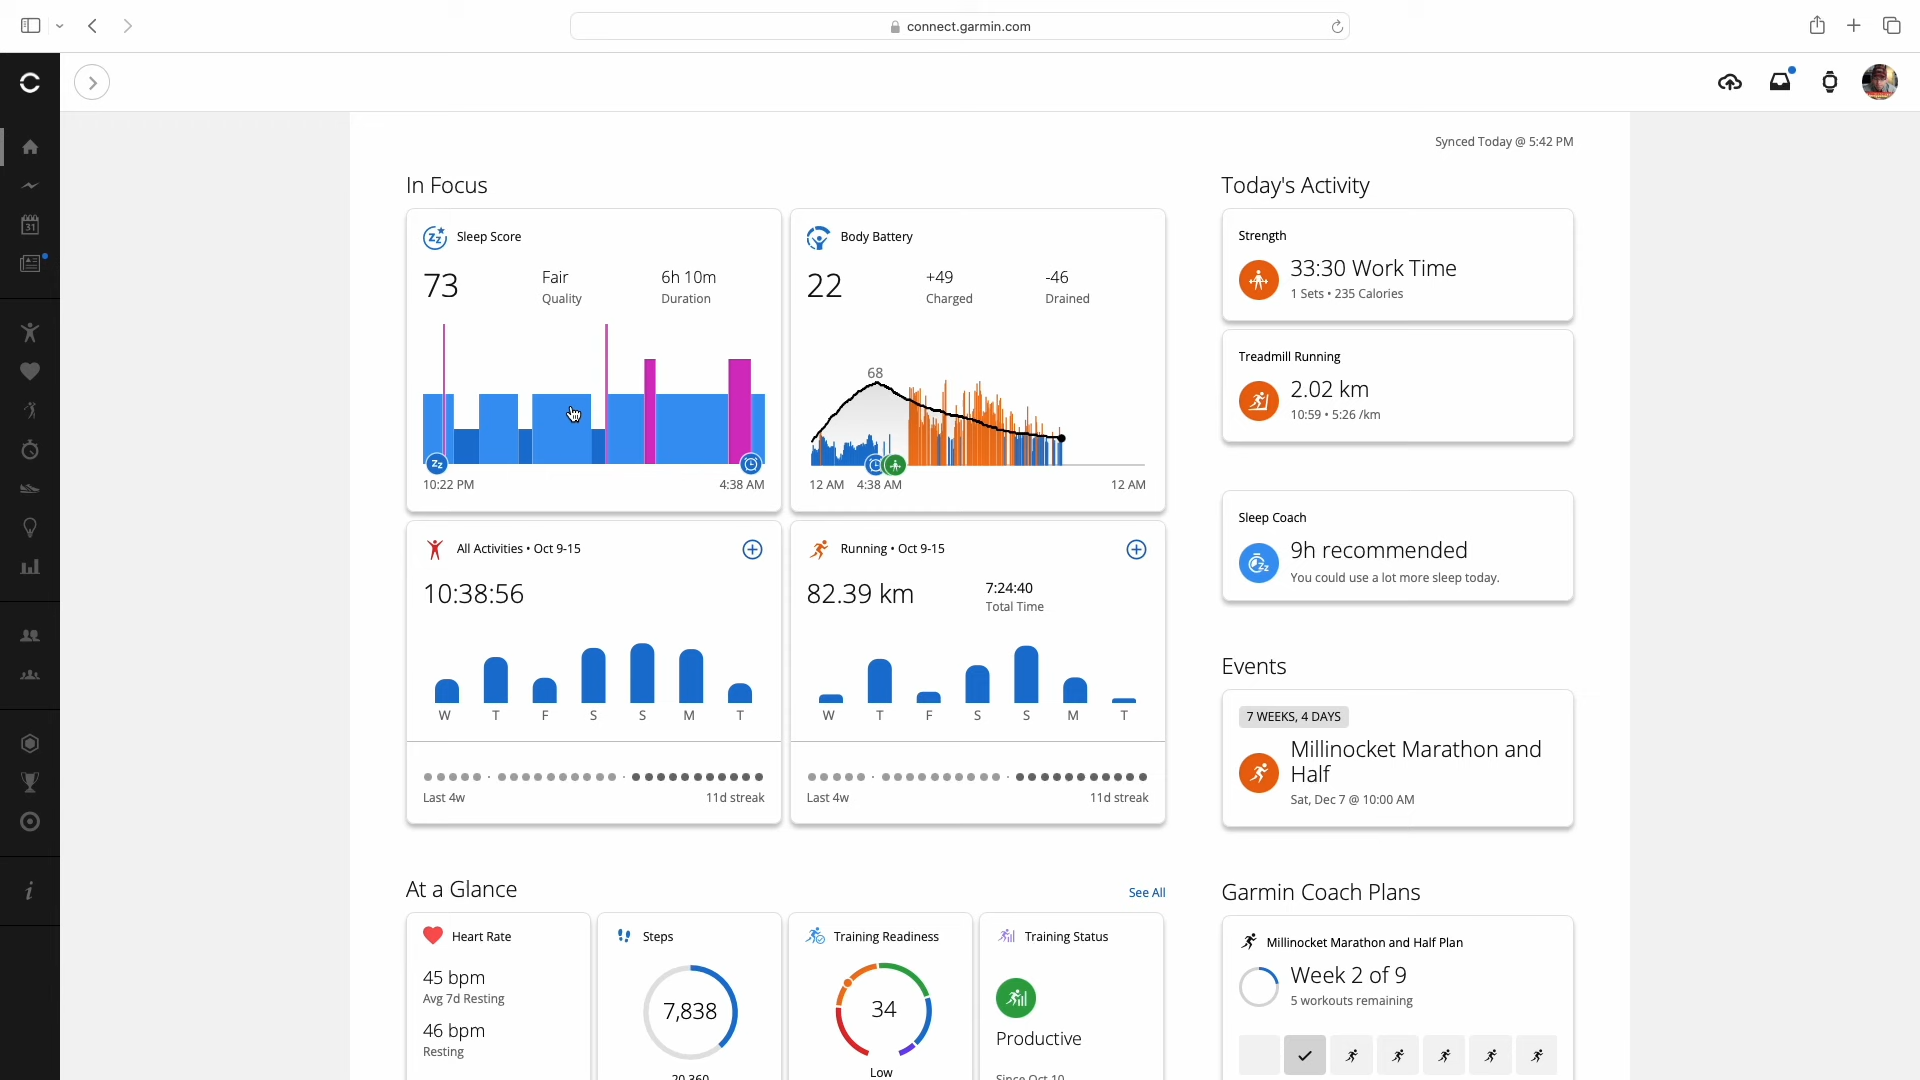 connect.garmin.com
Synced Today @ 5:42 PM
In Focus
Sleep Score
73
Fair
Quality
6h 10m
Duration
10:22 PM
4:38 AM
Body Battery
22
+49
Charged
-46
Drained
68
12 AM
4:38 AM
12 AM
All Activities • Oct 9-15
10:38:56
W T F S S M T
Last 4w
11d streak
Running • Oct 9-15
82.39 km
7:24:40
Total Time
W T F S S M T
Last 4w
11d streak
At a Glance
See All
Heart Rate
45 bpm
Avg 7d Resting
46 bpm
Resting
Steps
7,838
20,360
Training Readiness
34
Low
Training Status
Productive
Since Oct 10
Today's Activity
Strength
33:30 Work Time
1 Sets • 235 Calories
Treadmill Running
2.02 km
10:59 • 5:26 /km
Sleep Coach
9h recommended
You could use a lot more sleep today.
Events
7 WEEKS, 4 DAYS
Millinocket Marathon and
Half
Sat, Dec 7 @ 10:00 AM
Garmin Coach Plans
Millinocket Marathon and Half Plan
Week 2 of 9
5 workouts remaining
31